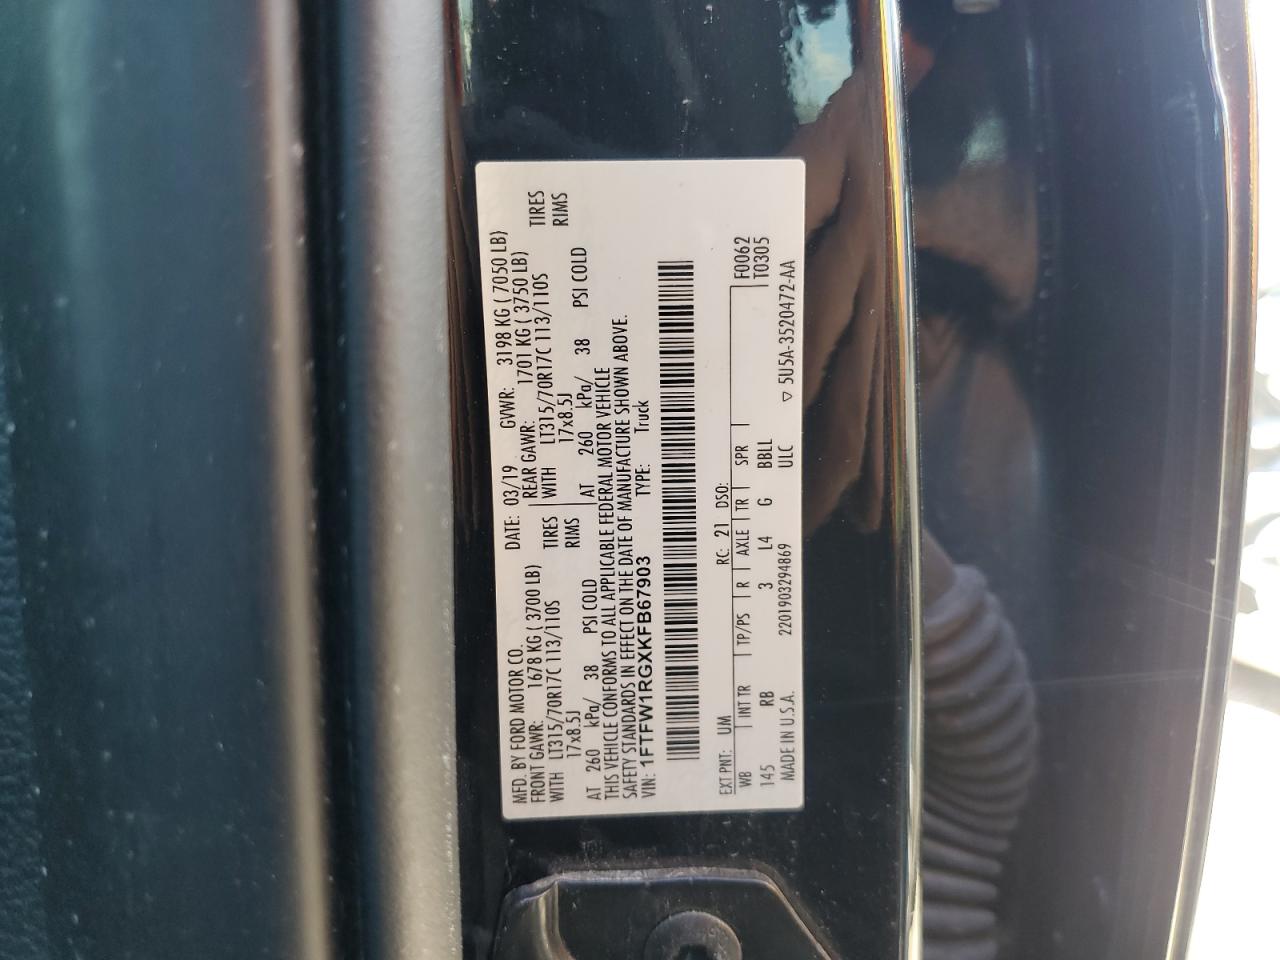 MFD. BY FORD MOTOR CO. DATE: 03/19 GVWR: 3198 KG ( 7050 LB)
FRONT GAWR: 1678 KG ( 3700 LB) REAR GAWR: 1701 KG ( 3750 LB)
WITH LT315/70R17C 113/110S TIRES WITH LT315/70R17C 113/110S TIRES
17x8.5J RIMS 17x8.5J RIMS
AT 260 kPa/ 38 PSI COLD AT 260 kPa/ 38 PSI COLD
THIS VEHICLE CONFORMS TO ALL APPLICABLE FEDERAL MOTOR VEHICLE
SAFETY STANDARDS IN EFFECT ON THE DATE OF MANUFACTURE SHOWN ABOVE.
VIN: 1FTFW1RGXKFB67903 TYPE: Truck
EXT PNT: UM RC: 21 DSO: F0062
WB INT TR TP/PS R AXLE TR SPR T0305
145 RB 3 L4 G BBLL
MADE IN U.S.A. 2201903294869 ULC ▽ 5U5A-3520472-AA